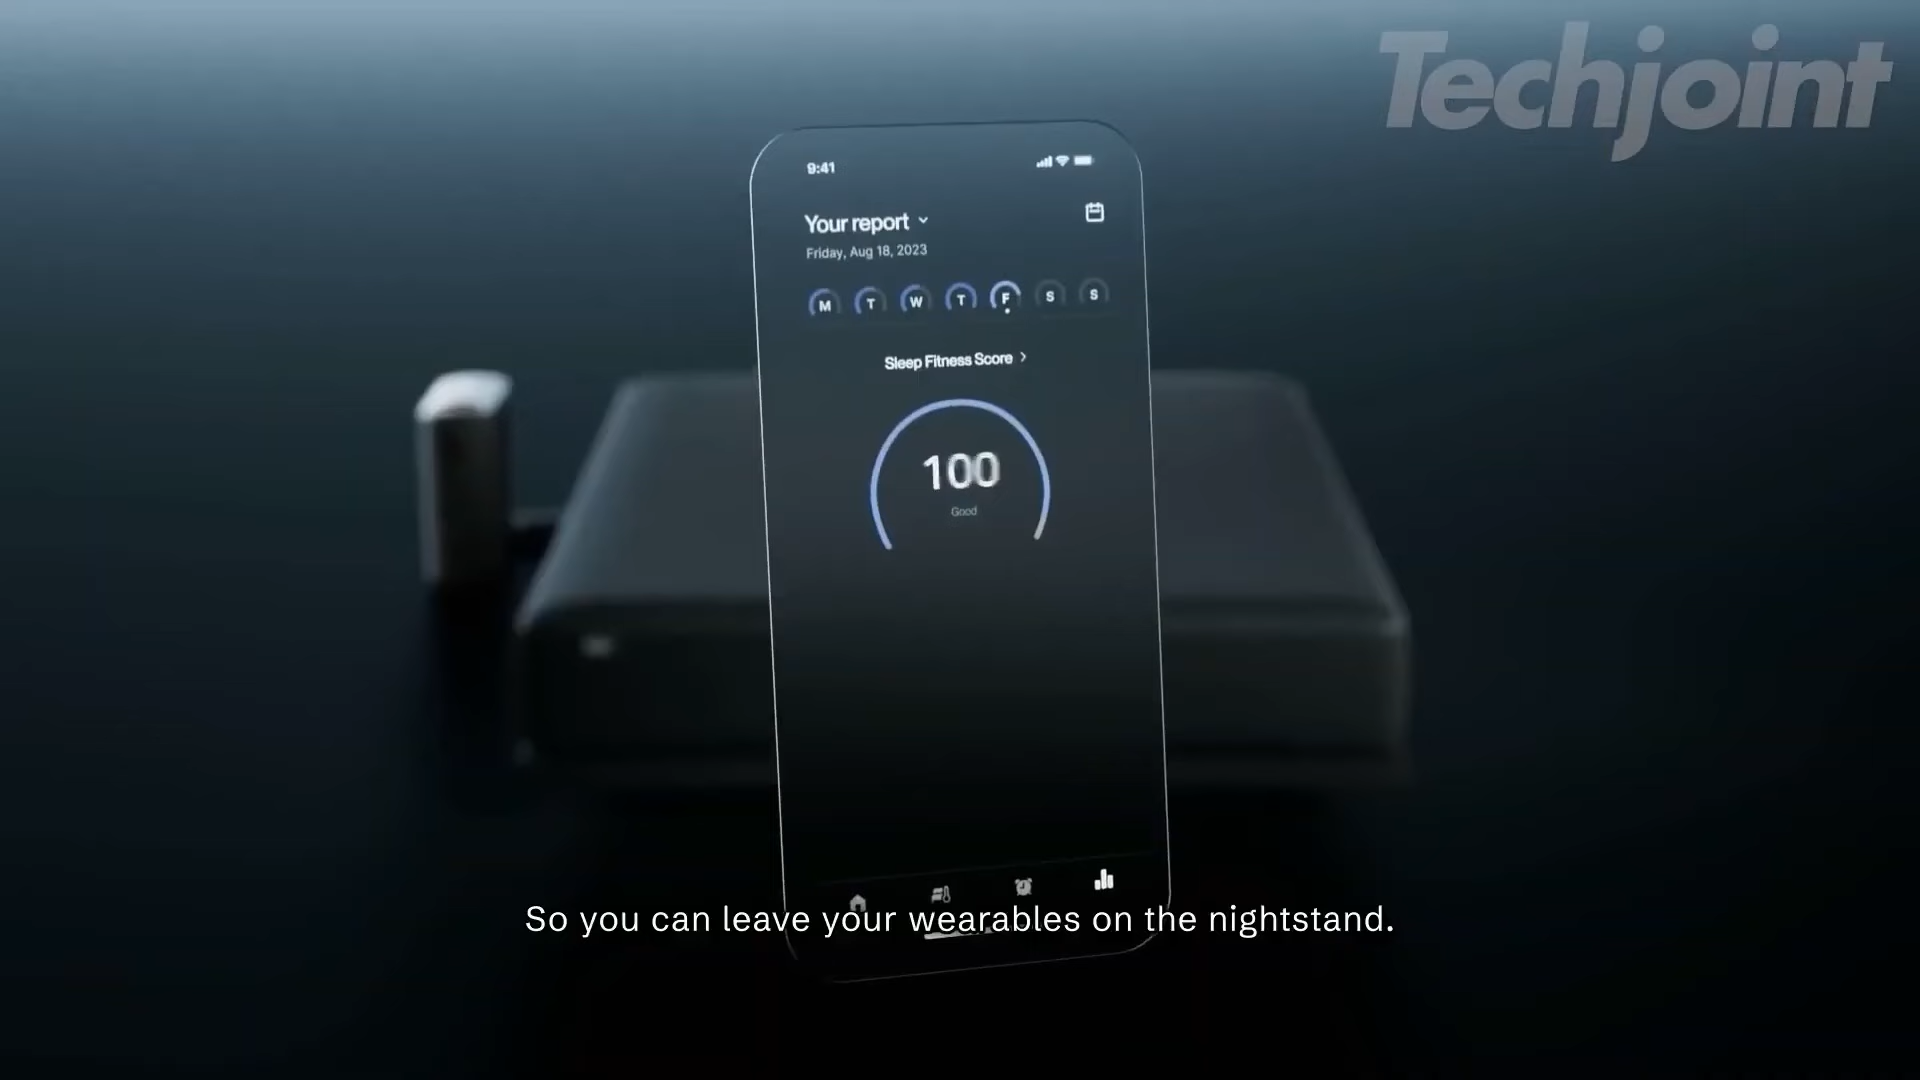 Techjoint
9:41
Your report
Friday, Aug 18, 2023
M T W T F S S
Sleep Fitness Score
100
Good
So you can leave your wearables on the nightstand.